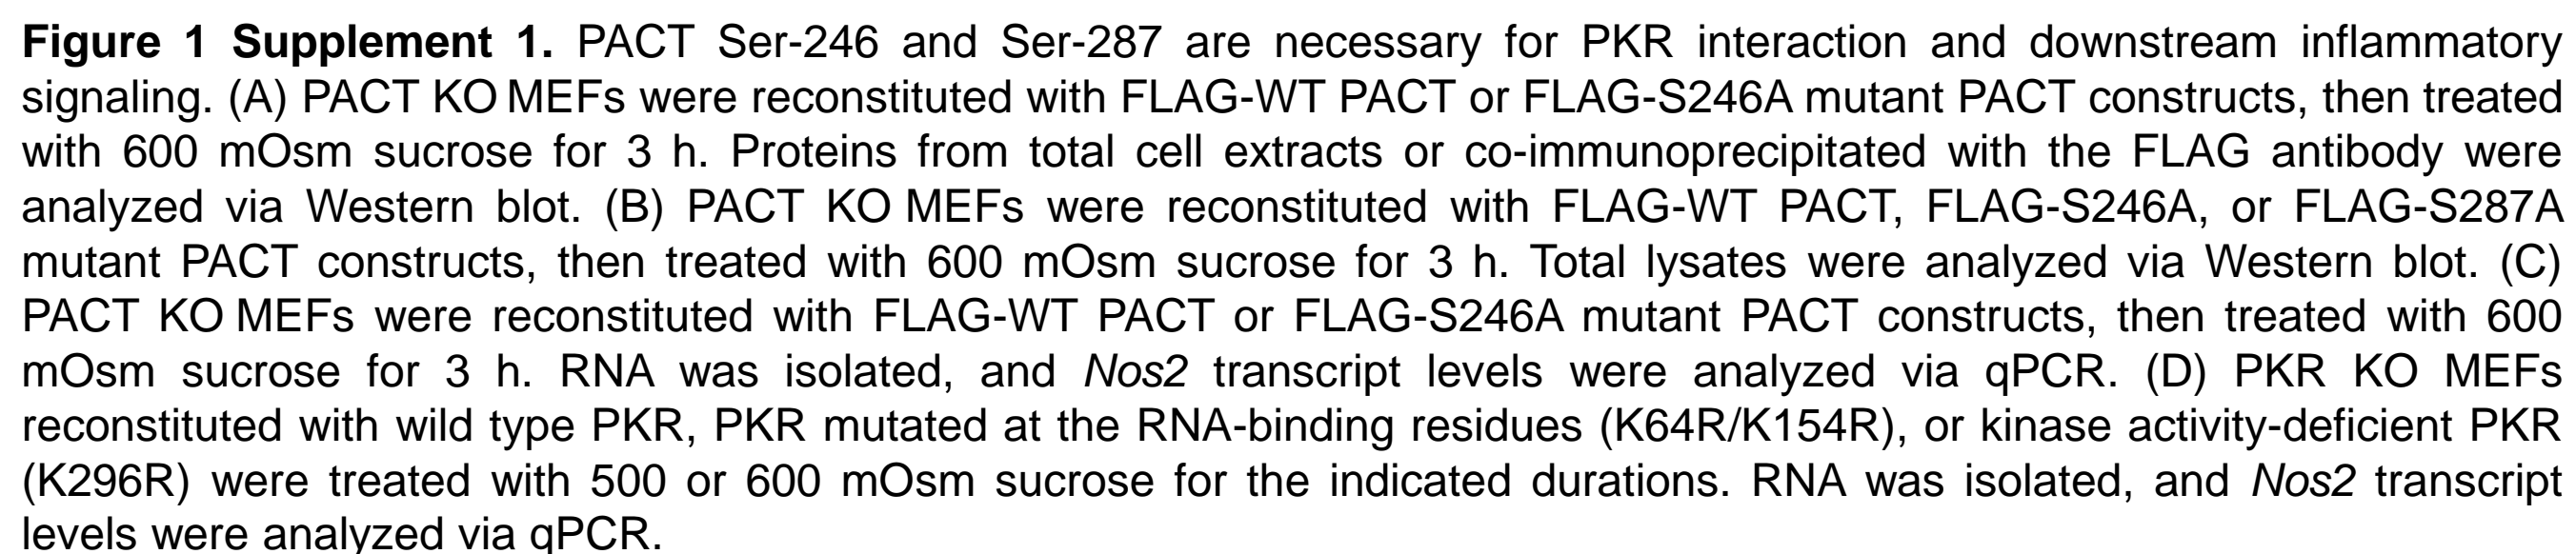 Figure 1 Supplement 1. PACT Ser-246 and Ser-287 are necessary for PKR interaction and downstream inflammatory
signaling. (A) PACT KO MEFs were reconstituted with FLAG-WT PACT or FLAG-S246A mutant PACT constructs, then treated
with 600 mOsm sucrose for 3 h. Proteins from total cell extracts or co-immunoprecipitated with the FLAG antibody were
analyzed via Western blot. (B) PACT KO MEFs were reconstituted with FLAG-WT PACT, FLAG-S246A, or FLAG-S287A
mutant PACT constructs, then treated with 600 mOsm sucrose for 3 h. Total lysates were analyzed via Western blot. (C)
PACT KO MEFs were reconstituted with FLAG-WT PACT or FLAG-S246A mutant PACT constructs, then treated with 600
mOsm sucrose for 3 h. RNA was isolated, and Nos2 transcript levels were analyzed via qPCR. (D) PKR KO MEFs
reconstituted with wild type PKR, PKR mutated at the RNA-binding residues (K64R/K154R), or kinase activity-deficient PKR
(K296R) were treated with 500 or 600 mOsm sucrose for the indicated durations. RNA was isolated, and Nos2 transcript
levels were analyzed via qPCR.